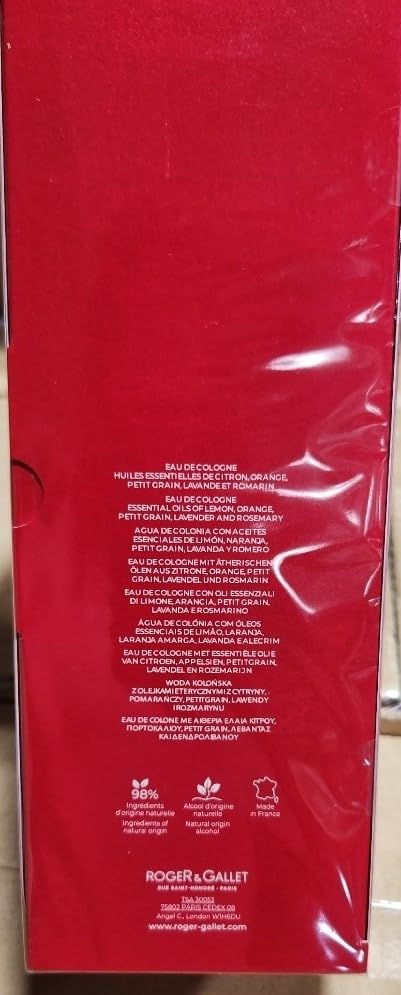 EAU DE COLOGNE
HUILES ESSENTIELLES DE CITRON, ORANGE,
PETIT GRAIN, LAVANDE ET ROMARIN
EAU DE COLOGNE
ESSENTIAL OILS OF LEMON, ORANGE,
PETIT GRAIN, LAVENDER AND ROSEMARY
AGUA DE COLONIA CON ACEITES
ESENCIALES DE LIMÓN, NARANJA,
PETIT GRAIN, LAVANDA Y ROMERO
EAU DE COLOGNE MIT ÄTHERISCHEN
ÖLEN AUS ZITRONE, ORANGE, PETIT
GRAIN, LAVENDEL UND ROSMARIN
EAU DE COLOGNE CON OLI ESSENZIALI
DI LIMONE, ARANCIA, PETIT GRAIN,
LAVANDA E ROSMARINO
ÁGUA DE COLÓNIA COM ÓLEOS
ESSENCIAIS DE LIMÃO, LARANJA,
LARANJA AMARGA, LAVANDA E ALECRIM
EAU DE COLOGNE MET ESSENTIËLE OLIE
VAN CITROEN, APPELSIEN, PETITGRAIN,
LAVENDEL EN ROZEMARIJN
WODA KOLOŃSKA
Z OLEJKAMI ETERYCZNYMI Z CYTRYNY,
POMARAŃCZY, PETITGRAIN, LAWENDY
I ROZMARYNU
EAU DE COLONE ΜΕ ΑΙΘΕΡΙΑ ΕΛΑΙΑ ΚΙΤΡΟΥ,
ΠΟΡΤΟΚΑΛΙΟΥ, PETIT GRAIN, ΛΕΒΑΝΤΑΣ
ΚΑΙ ΔΕΝΔΡΟΛΙΒΑΝΟΥ
98%
Ingrédients
d'origine naturelle
Ingredients of
natural origin
Alcool d'origine
naturelle
Natural origin
alcohol
Made
in France
ROGER & GALLET
RUE SAINT-HONORÉ - PARIS
TSA 30053
75802 PARIS CEDEX 08
Angel C., London W1H6DU
www.roger-gallet.com